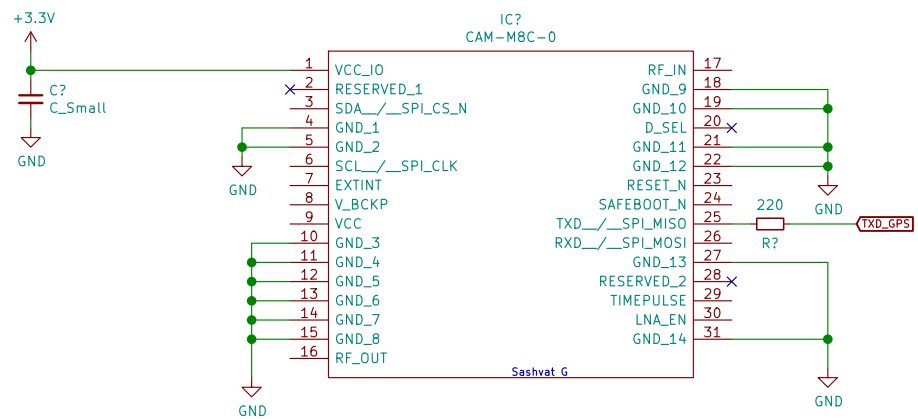 +3.3V
IC?
CAM-M8C-0
1 VCC_IO RF_IN 17
C?
C_Small
2 RESERVED_1 GND_9 18
3 SDA__/__SPI_CS_N GND_10 19
4 GND_1 D_SEL 20
5 GND_2 GND_11 21
GND
6 SCL__/__SPI_CLK GND_12 22
7 EXTINT RESET_N 23
GND
8 V_BCKP SAFEBOOT_N 24
GND
220
9 VCC TXD__/__SPI_MISO 25
TXD_GPS
10 GND_3 RXD__/__SPI_MOSI 26
R?
11 GND_4 GND_13 27
12 GND_5 RESERVED_2 28
13 GND_6 TIMEPULSE 29
14 GND_7 LNA_EN 30
15 GND_8 GND_14 31
16 RF_OUT
Sashvat G
GND
GND